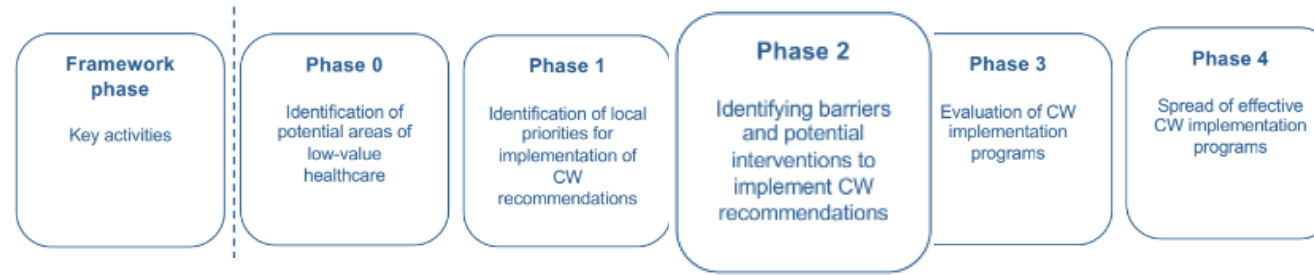 Framework
phase
Key activities
Phase 0
Identification of
potential areas of
low-value
healthcare
Phase 1
Identification of local
priorities for
implementation of
CW
recommendations
Phase 2
Identifying barriers
and potential
interventions to
implement CW
recommendations
Phase 3
Evaluation of CW
implementation
programs
Phase 4
Spread of effective
CW implementation
programs